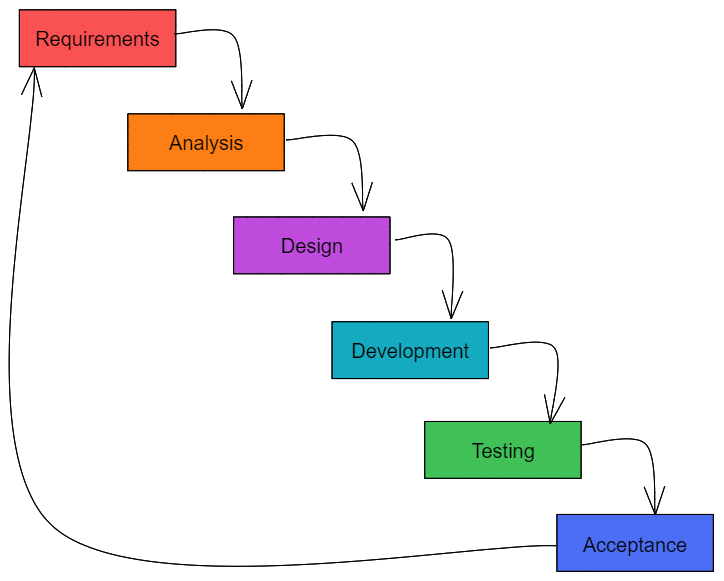 Requirements
Analysis
Design
Development
Testing
Acceptance